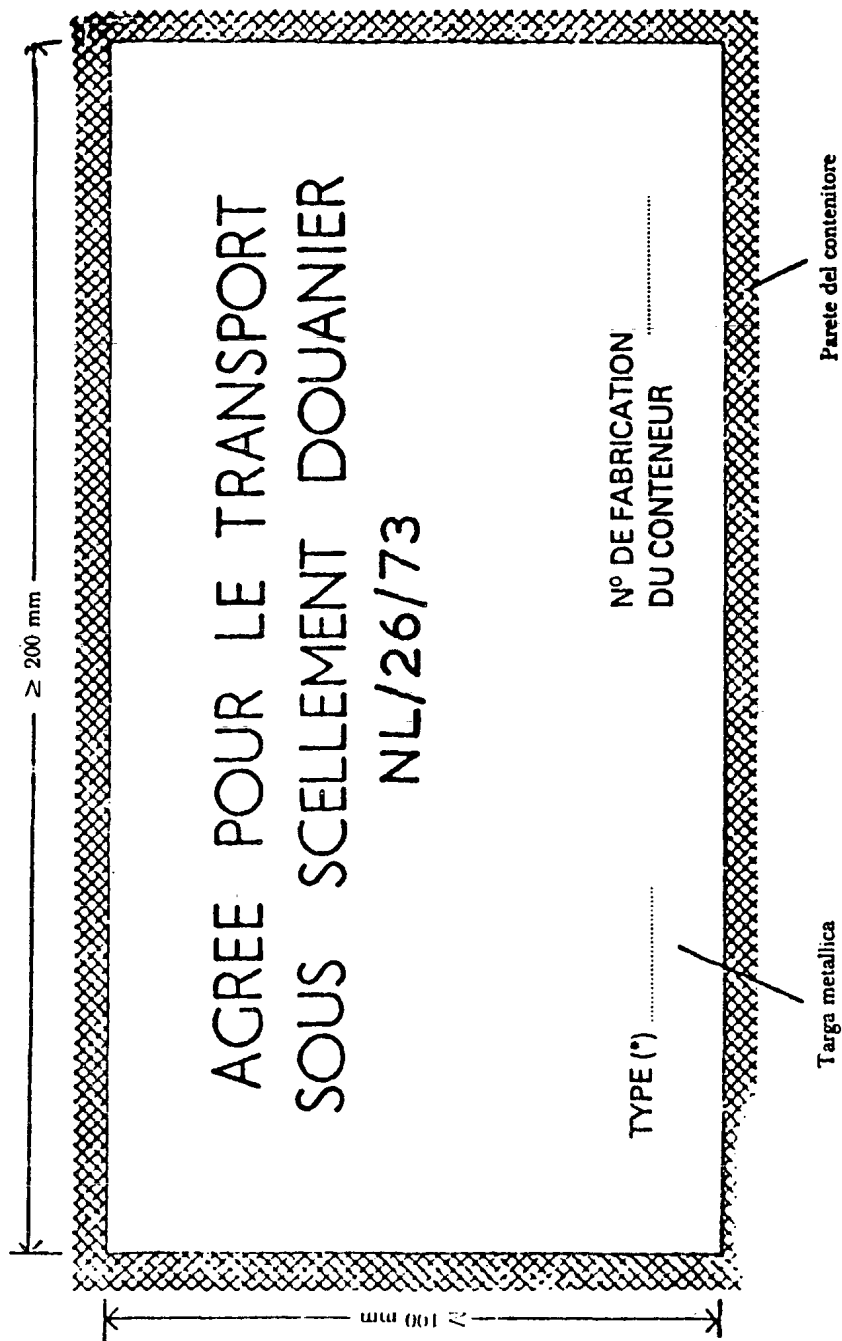 ≥ 200 mm
≥ 100 mm
AGREE POUR LE TRANSPORT
SOUS SCELLEMENT DOUANIER
NL/26/73
TYPE (*) ............
Nº DE FABRICATION
DU CONTENEUR ............
Targa metallica
Parete del contenitore